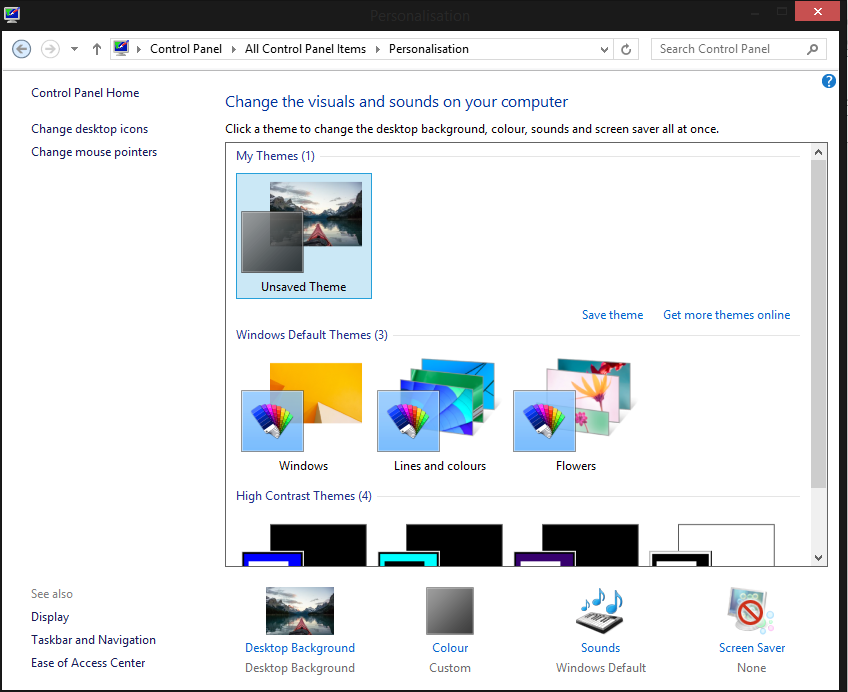 Personalisation
Control Panel
All Control Panel Items
Personalisation
Search Control Panel
Control Panel Home
Change desktop icons
Change mouse pointers
Change the visuals and sounds on your computer
Click a theme to change the desktop background, colour, sounds and screen saver all at once.
My Themes (1)
Unsaved Theme
Save theme
Get more themes online
Windows Default Themes (3)
Windows
Lines and colours
Flowers
High Contrast Themes (4)
See also
Display
Taskbar and Navigation
Ease of Access Center
Desktop Background
Desktop Background
Colour
Custom
Sounds
Windows Default
Screen Saver
None